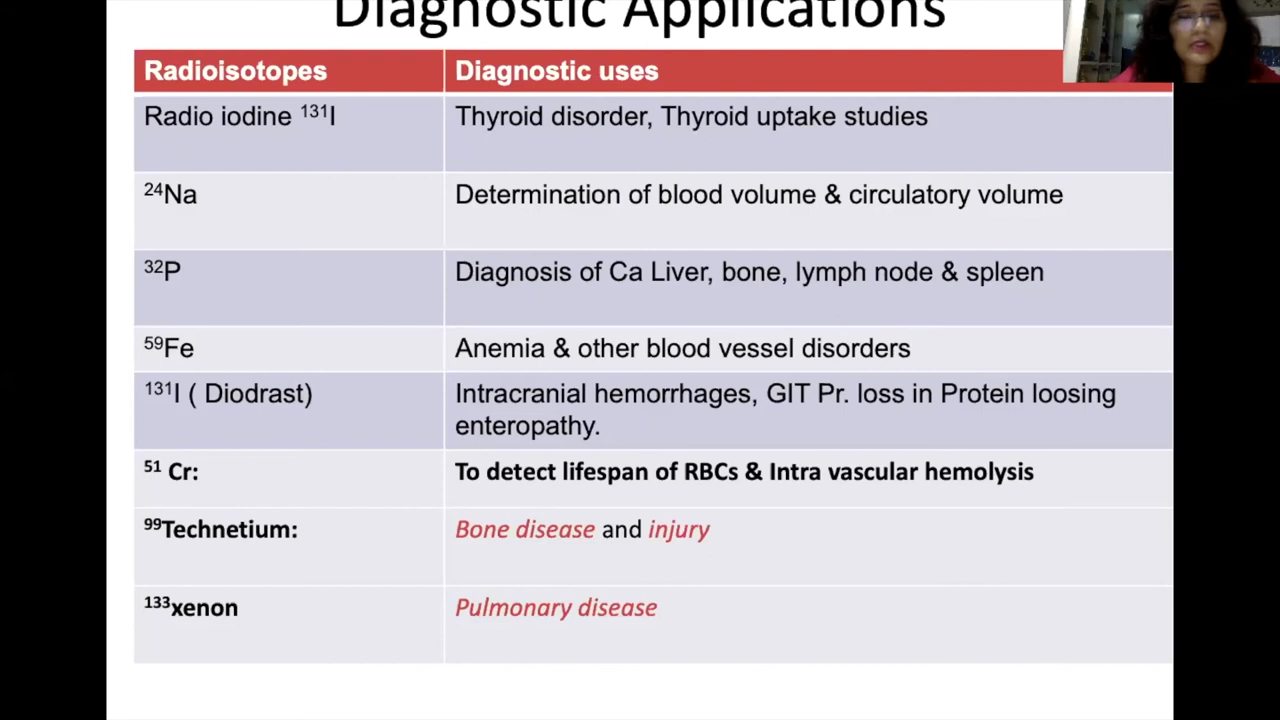 Diagnostic Applications
Radioisotopes Diagnostic uses
Radio iodine ¹³¹I Thyroid disorder, Thyroid uptake studies
²⁴Na Determination of blood volume & circulatory volume
³²P Diagnosis of Ca Liver, bone, lymph node & spleen
⁵⁹Fe Anemia & other blood vessel disorders
¹³¹I ( Diodrast) Intracranial hemorrhages, GIT Pr. loss in Protein loosing
enteropathy.
⁵¹ Cr: To detect lifespan of RBCs & Intra vascular hemolysis
⁹⁹Technetium: Bone disease and injury
¹³³xenon Pulmonary disease